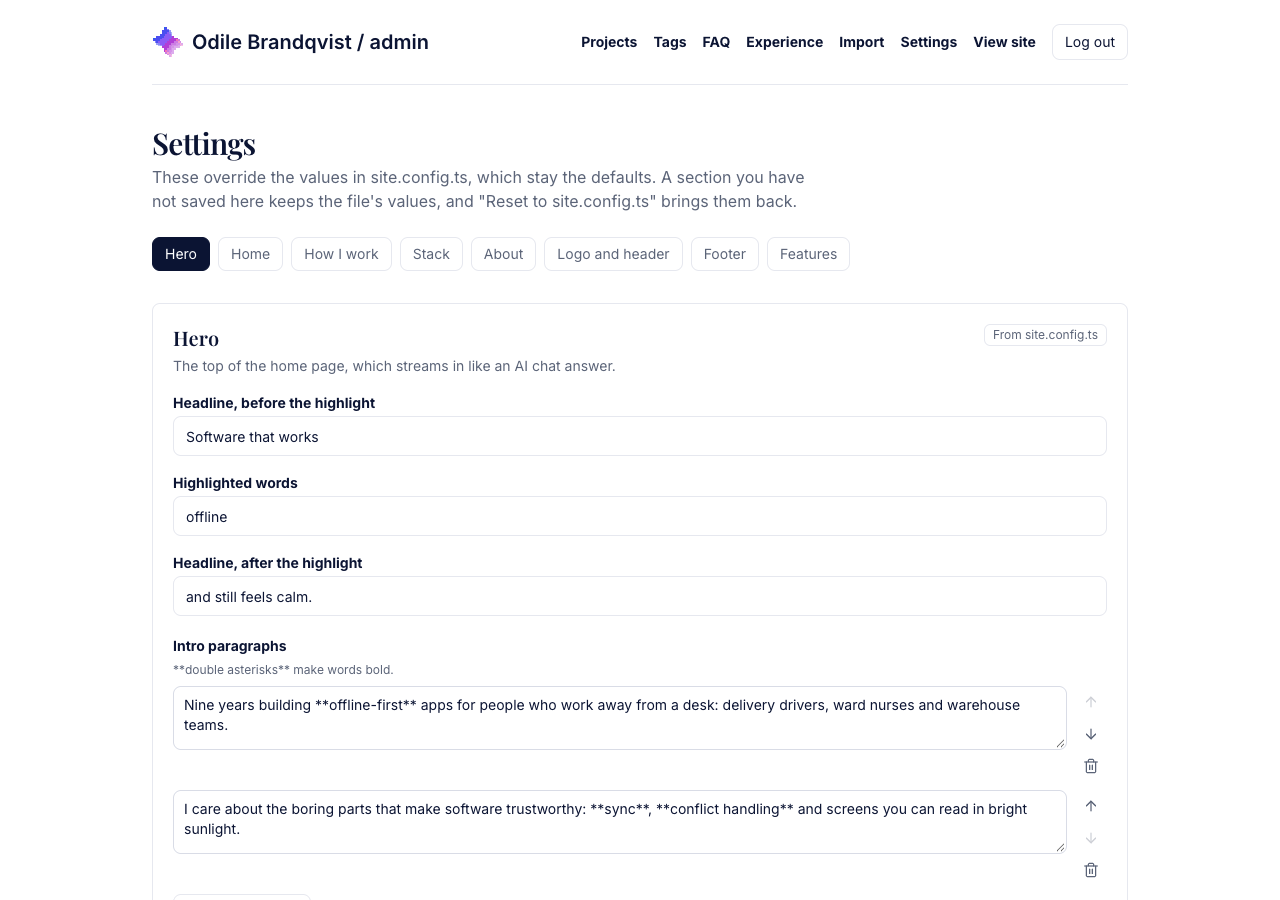 Odile Brandqvist / admin
Projects
Tags
FAQ
Experience
Import
Settings
View site
Log out
Settings
These override the values in site.config.ts, which stay the defaults. A section you have
not saved here keeps the file's values, and "Reset to site.config.ts" brings them back.
Hero
Home
How I work
Stack
About
Logo and header
Footer
Features
Hero
From site.config.ts
The top of the home page, which streams in like an AI chat answer.
Headline, before the highlight
Software that works
Highlighted words
offline
Headline, after the highlight
and still feels calm.
Intro paragraphs
**double asterisks** make words bold.
Nine years building **offline-first** apps for people who work away from a desk: delivery drivers, ward nurses and warehouse
teams.
I care about the boring parts that make software trustworthy: **sync**, **conflict handling** and screens you can read in bright
sunlight.